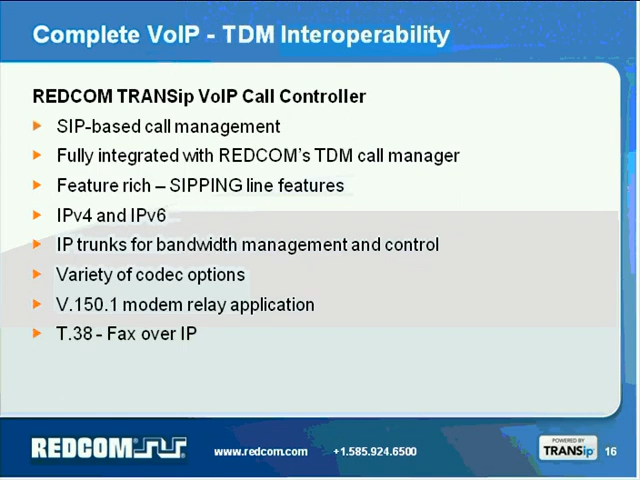 Complete VoIP - TDM Interoperability
REDCOM TRANSip VoIP Call Controller
SIP-based call management
Fully integrated with REDCOM's TDM call manager
Feature rich – SIPPING line features
IPv4 and IPv6
IP trunks for bandwidth management and control
Variety of codec options
V.150.1 modem relay application
T.38 - Fax over IP
REDCOM
www.redcom.com
+1.585.924.6500
POWERED BY
TRANSip
16